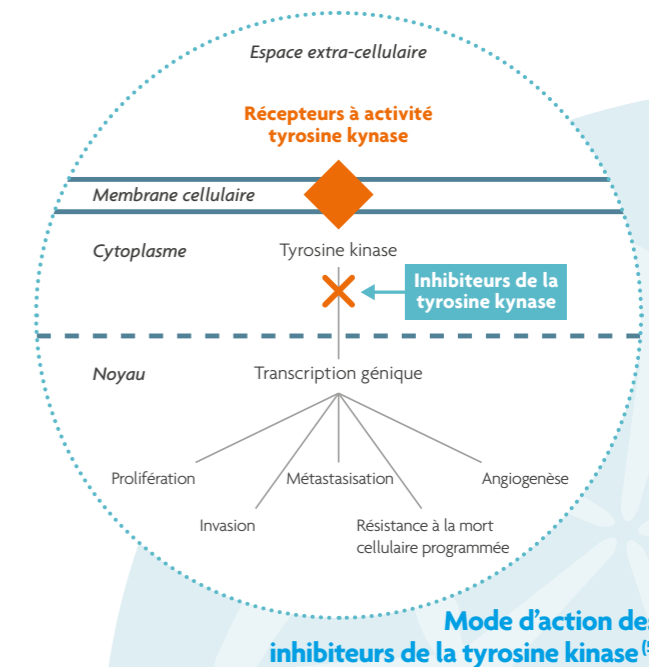 Espace extra-cellulaire
Récepteurs à activité
tyrosine kynase
Membrane cellulaire
Cytoplasme
Tyrosine kinase
Inhibiteurs de la
tyrosine kynase
Noyau
Transcription génique
Prolifération
Métastasisation
Angiogenèse
Invasion
Résistance à la mort
cellulaire programmée
Mode d'action des
inhibiteurs de la tyrosine kinase